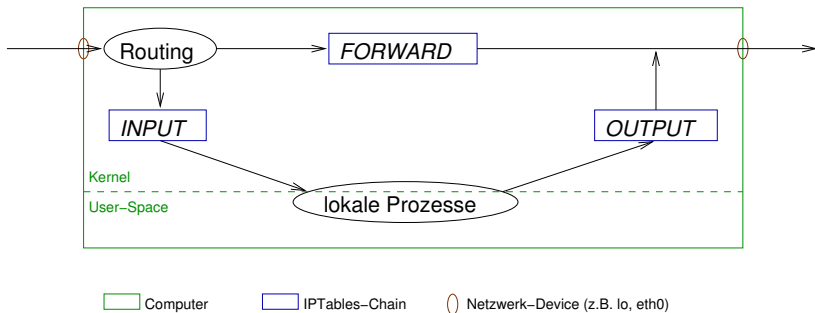 Routing
FORWARD
INPUT
OUTPUT
Kernel
User-Space
lokale Prozesse
Computer
IPTables-Chain
Netzwerk-Device (z.B. lo, eth0)